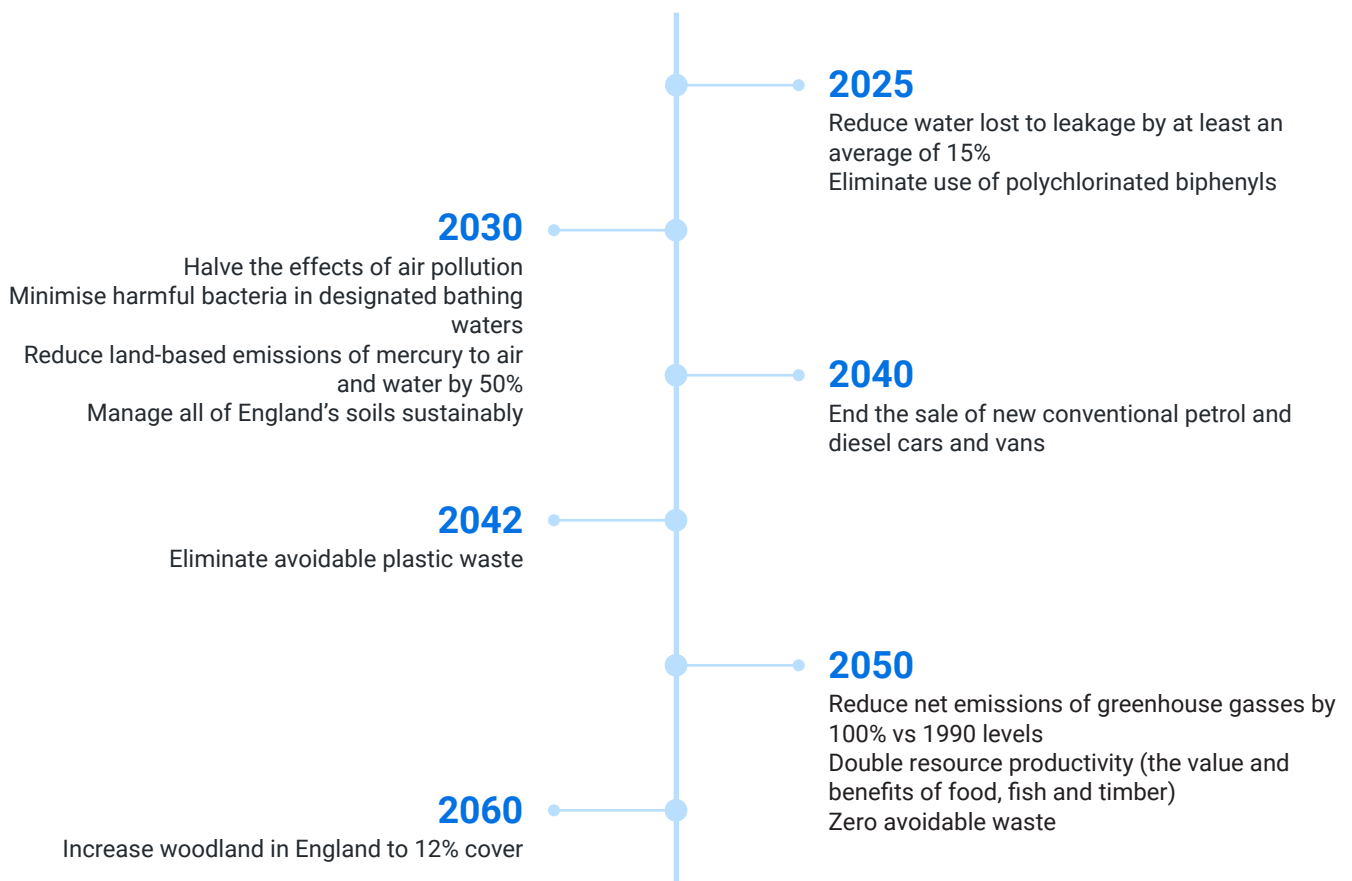 2025
Reduce water lost to leakage by at least an
average of 15%
Eliminate use of polychlorinated biphenyls
2030
Halve the effects of air pollution
Minimise harmful bacteria in designated bathing
waters
Reduce land-based emissions of mercury to air
and water by 50%
Manage all of England’s soils sustainably
2040
End the sale of new conventional petrol and
diesel cars and vans
2042
Eliminate avoidable plastic waste
2050
Reduce net emissions of greenhouse gasses by
100% vs 1990 levels
Double resource productivity (the value and
benefits of food, fish and timber)
Zero avoidable waste
2060
Increase woodland in England to 12% cover